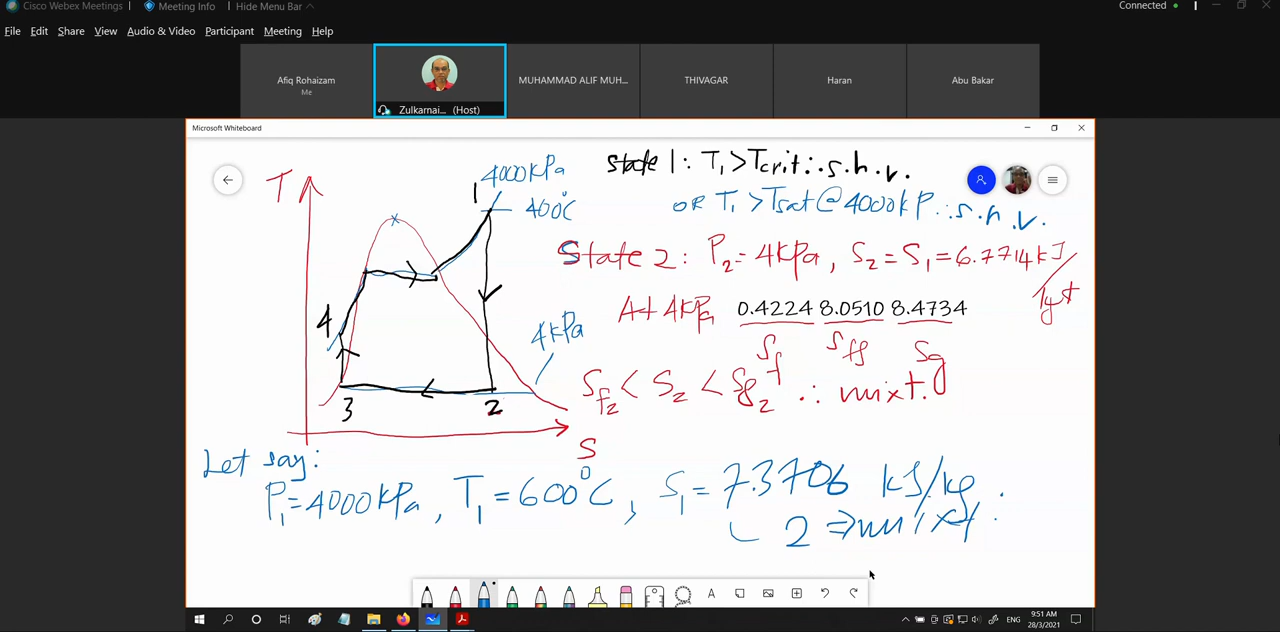 Cisco Webex Meetings | Meeting Info | Hide Menu Bar
Connected
File Edit Share View Audio & Video Participant Meeting Help
Afiq Rohaizam
Me
Zulkarnai... (Host)
MUHAMMAD ALIF MUH...
THIVAGAR
Haran
Abu Bakar
Microsoft Whiteboard
T
4000kPa
1
400°C
4
4kPa
3
2
S
State 1: T1 > Tcrit ∴ s.h.v.
OR T1 > Tsat @ 4000kP ∴ s.h.v.
State 2: P2 = 4kPa, S2 = S1 = 6.7714 kJ/
At 4kPa 0.4224 8.0510 8.4734
Sf Sfg Sg
Sf2 < S2 < Sg2 ∴ mixt.
Let say:
P1 = 4000kPa, T1 = 600°C, S1 = 7.3706 kJ/kg
2 ⇒ mixt.
A
ENG
9:51 AM
28/3/2021